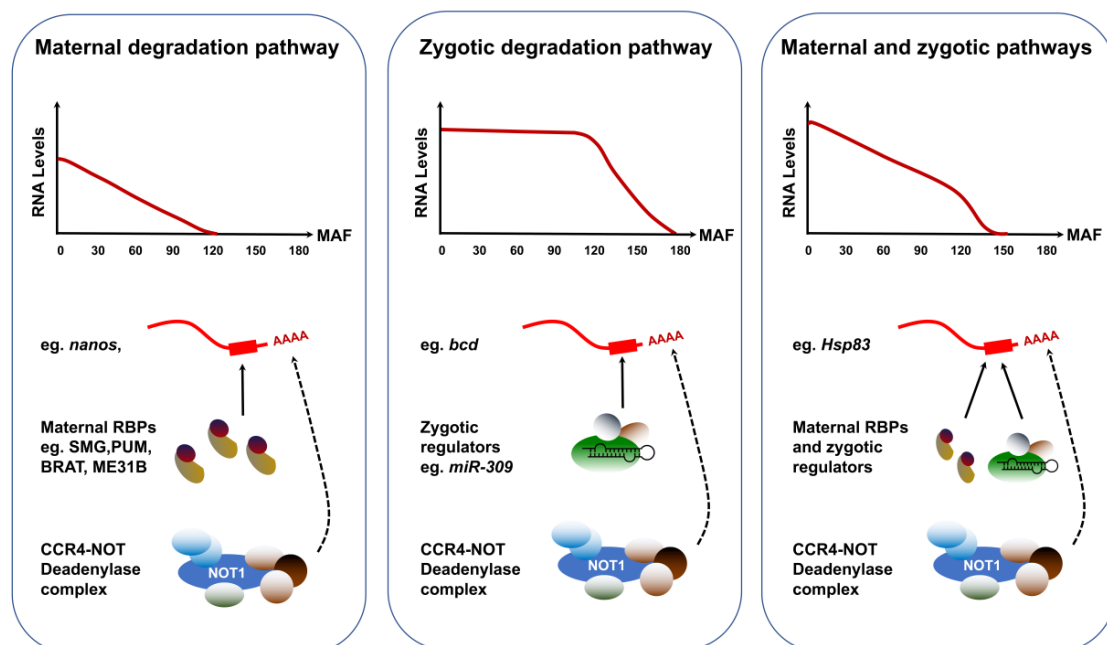 Maternal degradation pathway
RNA Levels
MAF
0 30 60 90 120 150 180
eg. nanos,
AAAA
Maternal RBPs
eg. SMG,PUM,
BRAT, ME31B
CCR4-NOT
Deadenylase
complex
NOT1
Zygotic degradation pathway
RNA Levels
MAF
0 30 60 90 120 150 180
eg. bcd
AAAA
Zygotic
regulators
eg. miR-309
CCR4-NOT
Deadenylase
complex
NOT1
Maternal and zygotic pathways
RNA Levels
MAF
0 30 60 90 120 150 180
eg. Hsp83
AAAA
Maternal RBPs
and zygotic
regulators
CCR4-NOT
Deadenylase
complex
NOT1